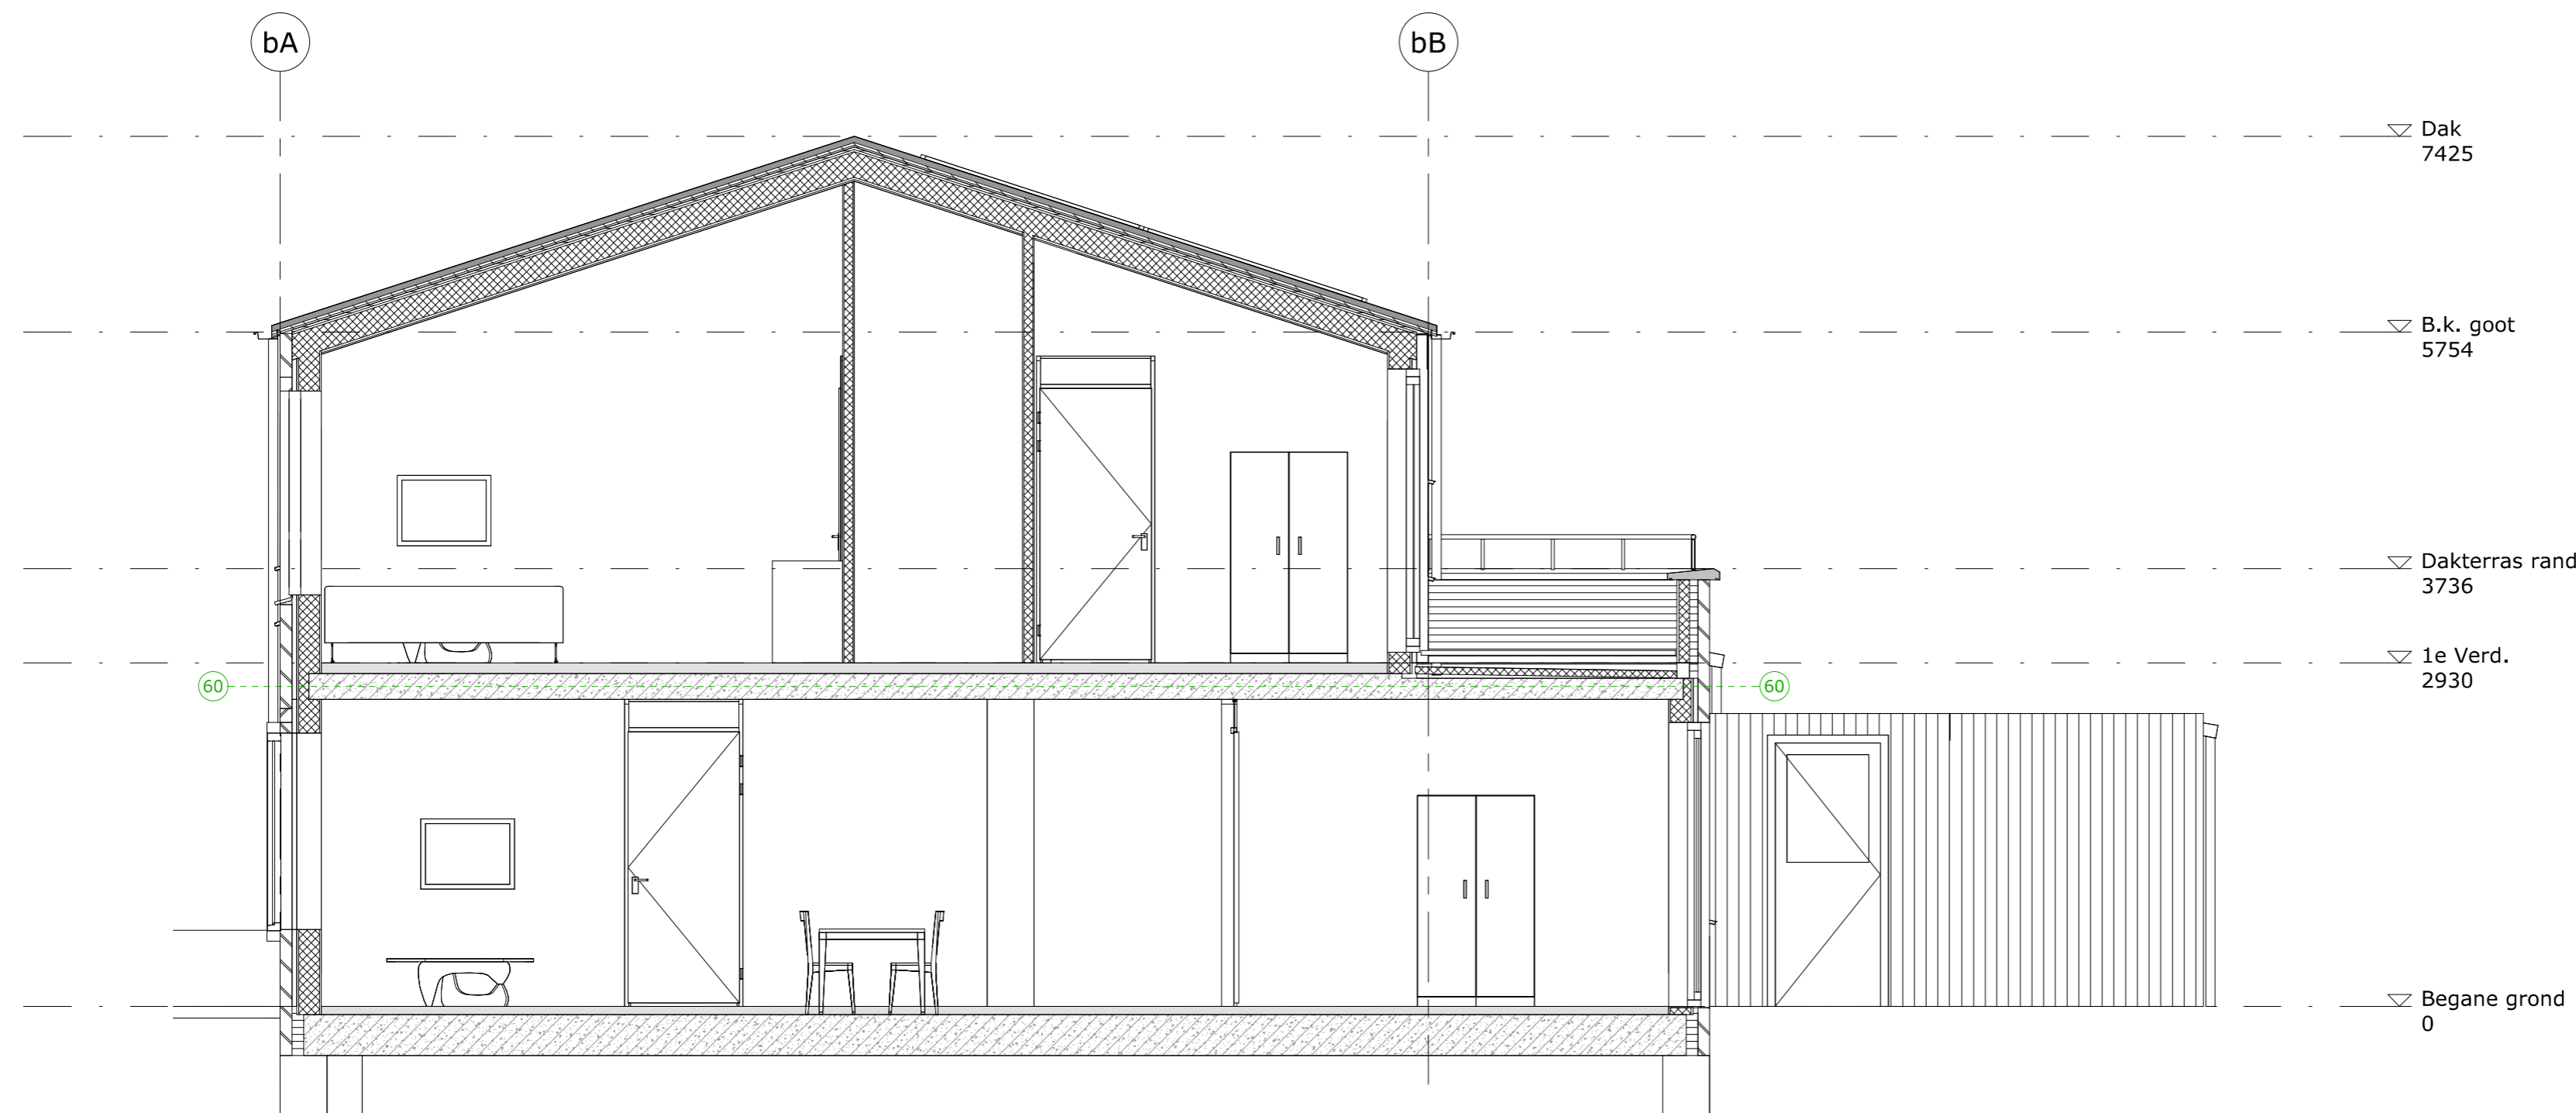 bA
bB
Dak
7425
B.k. goot
5754
Dakterras rand
3736
1e Verd.
2930
60
60
Begane grond
0